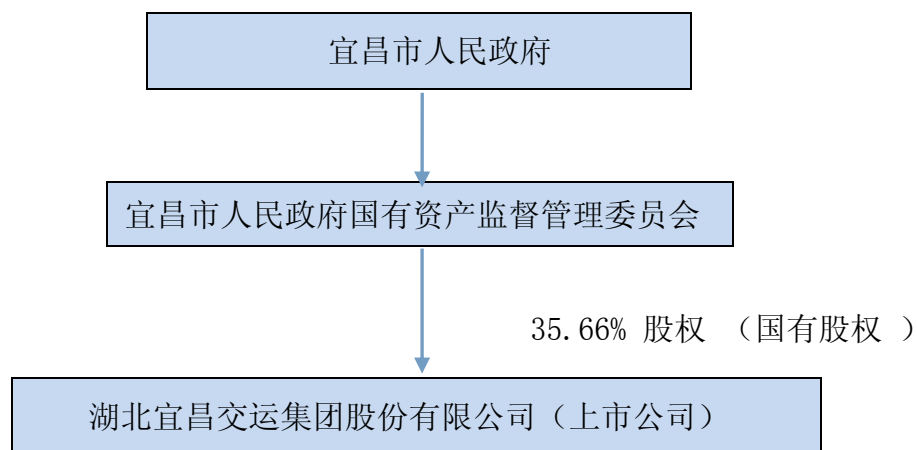 宜昌市人民政府
宜昌市人民政府国有资产监督管理委员会
35.66% 股权 （国有股权 ）
湖北宜昌交运集团股份有限公司（上市公司）